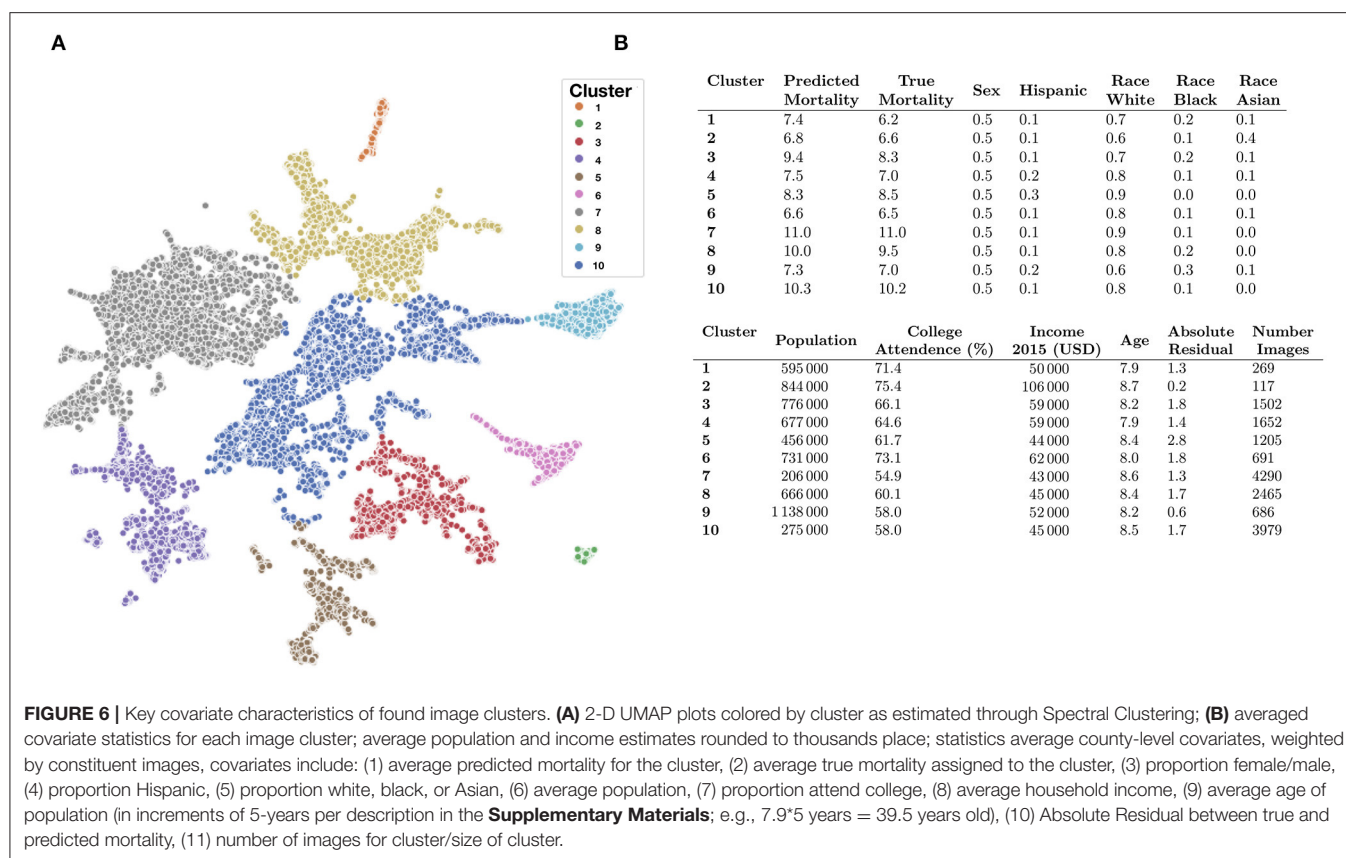 A
B
Cluster
1
2
3
4
5
6
7
8
9
10
Cluster Predicted Mortality True Mortality Sex Hispanic Race White Race Black Race Asian
1 7.4 6.2 0.5 0.1 0.7 0.2 0.1
2 6.8 6.6 0.5 0.1 0.6 0.1 0.4
3 9.4 8.3 0.5 0.1 0.7 0.2 0.1
4 7.5 7.0 0.5 0.2 0.8 0.1 0.1
5 8.3 8.5 0.5 0.3 0.9 0.0 0.0
6 6.6 6.5 0.5 0.1 0.8 0.1 0.1
7 11.0 11.0 0.5 0.1 0.9 0.1 0.0
8 10.0 9.5 0.5 0.1 0.8 0.2 0.0
9 7.3 7.0 0.5 0.2 0.6 0.3 0.1
10 10.3 10.2 0.5 0.1 0.8 0.1 0.0
Cluster Population College Attendence (%) Income 2015 (USD) Age Absolute Residual Number Images
1 595 000 71.4 50 000 7.9 1.3 269
2 844 000 75.4 106 000 8.7 0.2 117
3 776 000 66.1 59 000 8.2 1.8 1502
4 677 000 64.6 59 000 7.9 1.4 1652
5 456 000 61.7 44 000 8.4 2.8 1205
6 731 000 73.1 62 000 8.0 1.8 691
7 206 000 54.9 43 000 8.6 1.3 4290
8 666 000 60.1 45 000 8.4 1.7 2465
9 1 138 000 58.0 52 000 8.2 0.6 686
10 275 000 58.0 45 000 8.5 1.7 3979
FIGURE 6 | Key covariate characteristics of found image clusters. (A) 2-D UMAP plots colored by cluster as estimated through Spectral Clustering; (B) averaged
covariate statistics for each image cluster; average population and income estimates rounded to thousands place; statistics average county-level covariates, weighted
by constituent images, covariates include: (1) average predicted mortality for the cluster, (2) average true mortality assigned to the cluster, (3) proportion female/male,
(4) proportion Hispanic, (5) proportion white, black, or Asian, (6) average population, (7) proportion attend college, (8) average household income, (9) average age of
population (in increments of 5-years per description in the Supplementary Materials; e.g., 7.9*5 years = 39.5 years old), (10) Absolute Residual between true and
predicted mortality, (11) number of images for cluster/size of cluster.